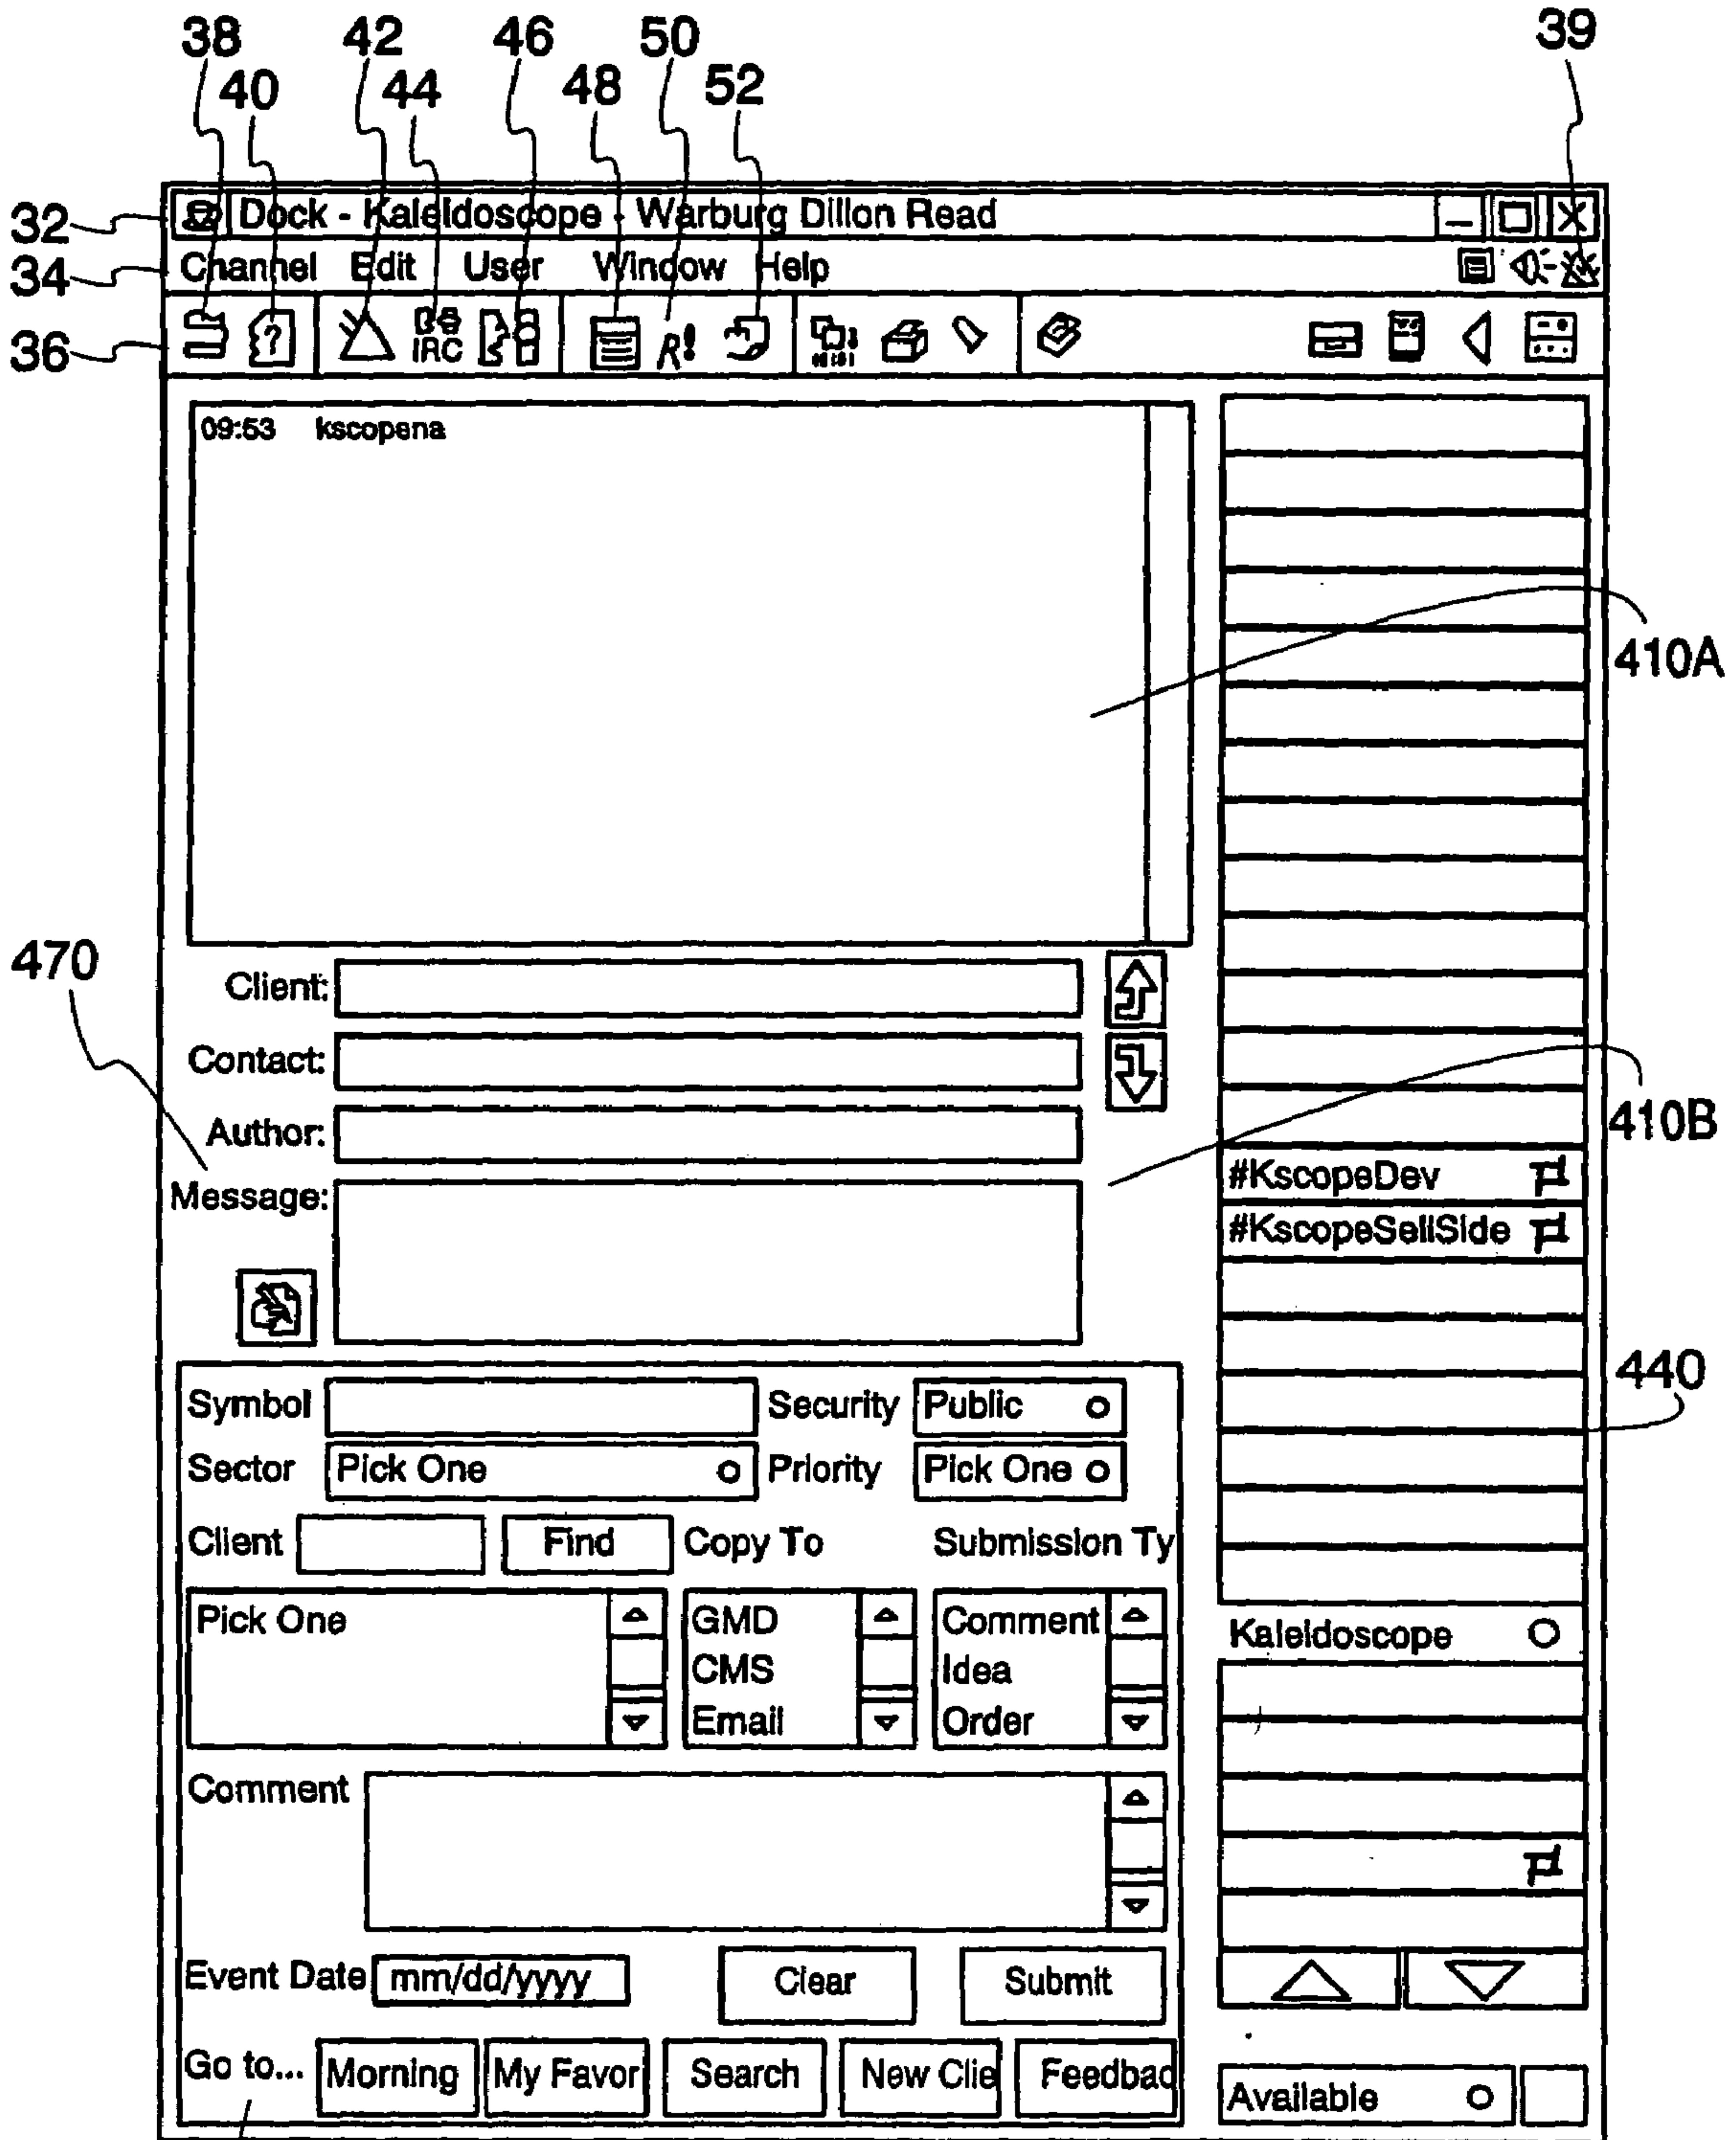 38 42 46 50 39
40 44 48 52
32 Dock - Kaleidoscope - Warburg Dillon Read
34 Channel Edit User Window Help
36 ? IRC R!
09:53 kscopena
410A
470
Client:
Contact:
410B
Author:
#KscopeDev
Message:
#KscopeSellSide
440
Symbol Security Public
Sector Pick One Priority Pick One
Client Find Copy To Submission Ty
Pick One GMD Comment
CMS Idea
Email Order
Kaleidoscope
Comment
Event Date mm/dd/yyyy Clear Submit
Go to... Morning My Favor Search New Clie Feedbac
Available